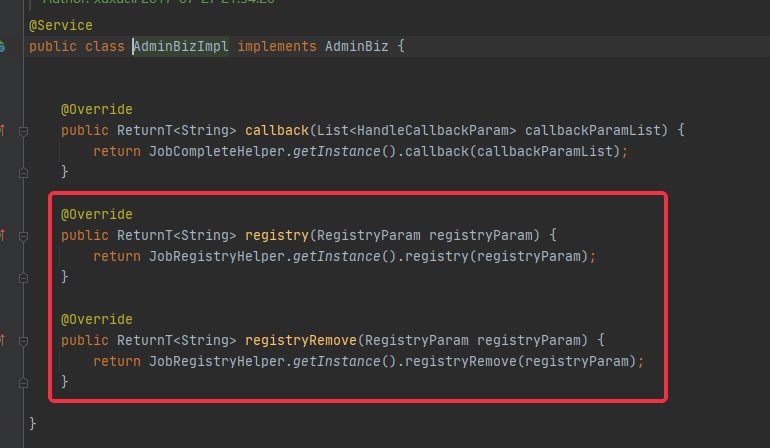 @Service
public class AdminBizImpl implements AdminBiz {
@Override
public ReturnT<String> callback(List<HandleCallbackParam> callbackParamList) {
return JobCompleteHelper.getInstance().callback(callbackParamList);
}
@Override
public ReturnT<String> registry(RegistryParam registryParam) {
return JobRegistryHelper.getInstance().registry(registryParam);
}
@Override
public ReturnT<String> registryRemove(RegistryParam registryParam) {
return JobRegistryHelper.getInstance().registryRemove(registryParam);
}
}